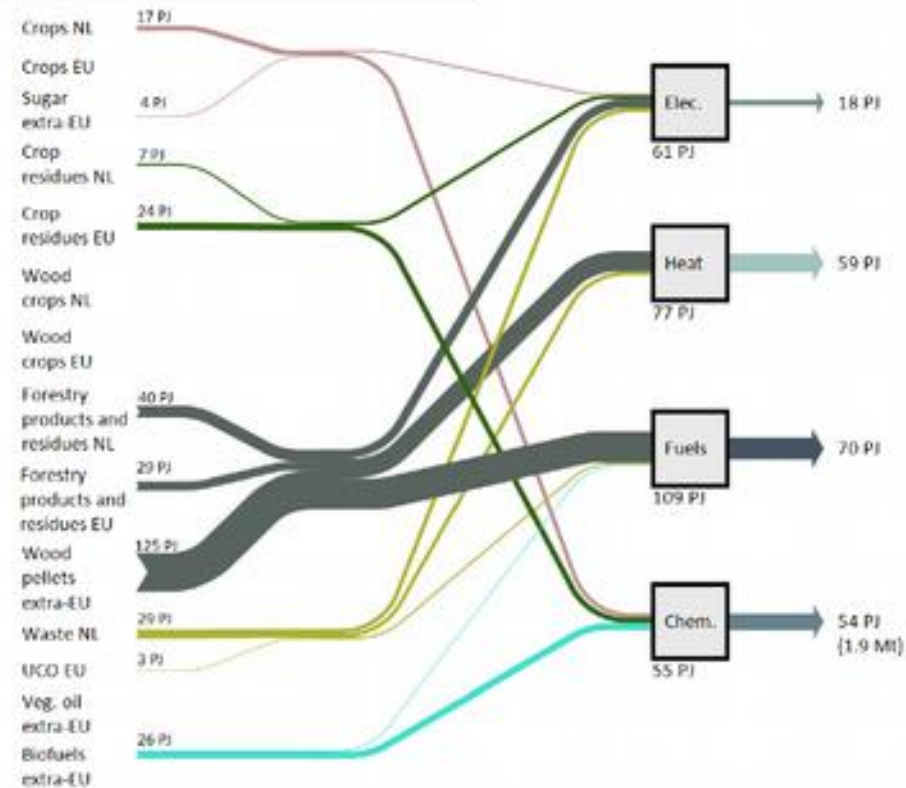 Crops NL
17 PJ
Crops EU
Sugar
extra-EU
4 PJ
Crop
residues NL
7 PJ
Crop
residues EU
24 PJ
Wood
crops NL
Wood
crops EU
Forestry
products and
residues NL
40 PJ
Forestry
products and
residues EU
29 PJ
Wood
pellets
extra-EU
125 PJ
Waste NL
29 PJ
UCO EU
3 PJ
Veg. oil
extra-EU
Biofuels
extra-EU
26 PJ
Elec.
61 PJ
18 PJ
Heat
77 PJ
59 PJ
Fuels
109 PJ
70 PJ
Chem.
55 PJ
54 PJ
(1.9 Mt)